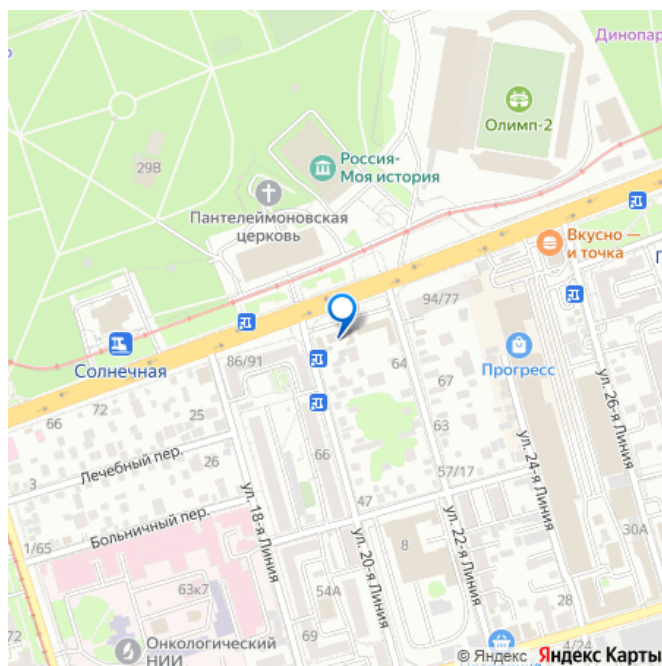 Динопар
Олимп-2
29В
Россия-
Моя история
Пантелеймоновская
церковь
Вкусно —
и точка
П
94/77
Солнечная
86/91
64
Прогресс
67
72
66
25
63
ул. 26-я Линия
Лечебный пер.
26
66
57/17
ул. 24-я Линия
3
47
Больничный пер.
ул. 18-я Линия
1/65
ул. 20-я Линия
ул. 22-я Линия
8
30А
63к7
54А
28
72
69
Онкологический
НИИ
4/24
© Яндекс Яндекс Карты